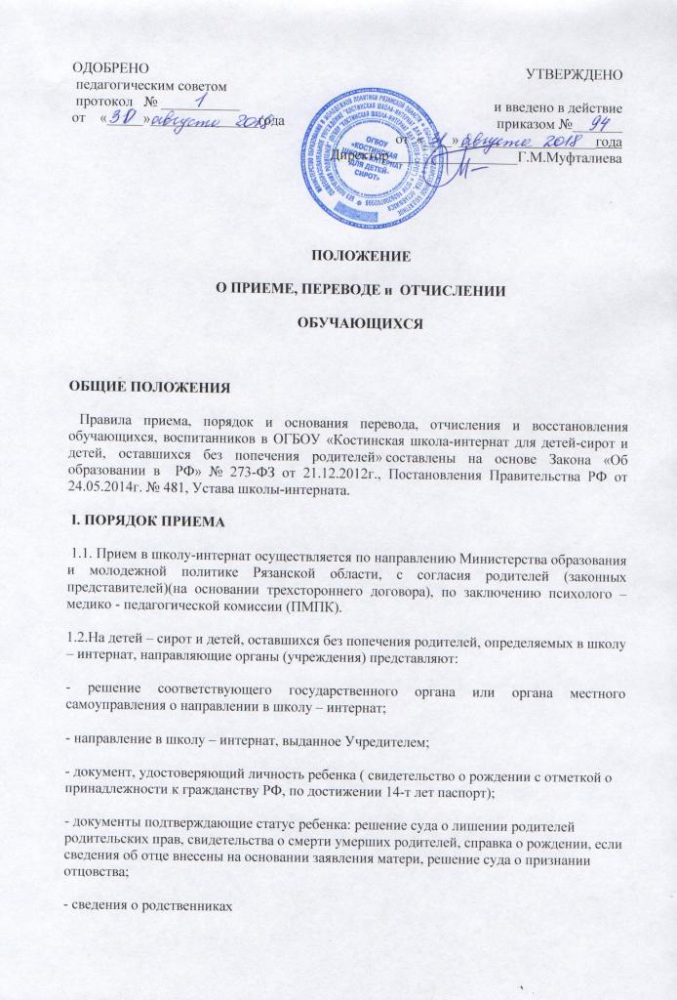 ОДОБРЕНО
педагогическим советом
протокол № 1
от «30» августа 2018 года
УТВЕРЖДЕНО
и введено в действие
приказом № 94
от « » августа 2018 года
Директор Г.М.Муфталиева
ОГБОУ
«КОСТИНСКАЯ
ШКОЛА-ИНТЕРНАТ
ДЛЯ ДЕТЕЙ-
СИРОТ»
ПОЛОЖЕНИЕ
О ПРИЕМЕ, ПЕРЕВОДЕ и ОТЧИСЛЕНИИ
ОБУЧАЮЩИХСЯ
ОБЩИЕ ПОЛОЖЕНИЯ
Правила приема, порядок и основания перевода, отчисления и восстановления
обучающихся, воспитанников в ОГБОУ «Костинская школа-интернат для детей-сирот и
детей, оставшихся без попечения родителей» составлены на основе Закона «Об
образовании в РФ» № 273-ФЗ от 21.12.2012г., Постановления Правительства РФ от
24.05.2014г. № 481, Устава школы-интерната.
I. ПОРЯДОК ПРИЕМА
1.1. Прием в школу-интернат осуществляется по направлению Министерства образования
и молодежной политике Рязанской области, с согласия родителей (законных
представителей)(на основании трехстороннего договора), по заключению психолого –
медико - педагогической комиссии (ПМПК).
1.2.На детей – сирот и детей, оставшихся без попечения родителей, определяемых в школу
– интернат, направляющие органы (учреждения) представляют:
- решение соответствующего государственного органа или органа местного
самоуправления о направлении в школу – интернат;
- направление в школу – интернат, выданное Учредителем;
- документ, удостоверяющий личность ребенка ( свидетельство о рождении с отметкой о
принадлежности к гражданству РФ, по достижении 14-т лет паспорт);
- документы подтверждающие статус ребенка: решение суда о лишении родителей
родительских прав, свидетельства о смерти умерших родителей, справка о рождении, если
сведения об отце внесены на основании заявления матери, решение суда о признании
отцовства;
- сведения о родственниках